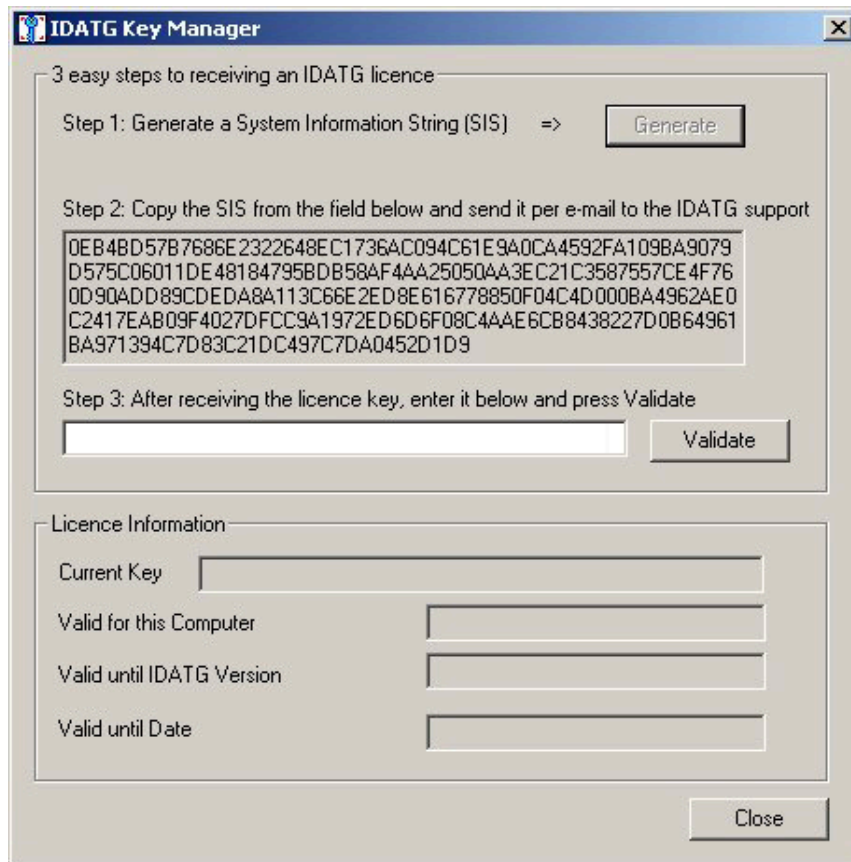 IDATG Key Manager
3 easy steps to receiving an IDATG licence
Step 1: Generate a System Information String (SIS) => Generate
Step 2: Copy the SIS from the field below and send it per e-mail to the IDATG support
0EB4BD57B7686E2322648EC1736AC094C61E9A0CA4592FA109BA9079
D575C06011DE48184795BDB58AF4AA25050AA3EC21C3587557CE4F76
0D90ADD89CDEDA8A113C66E2ED8E616778850F04C4D000BA4962AE0
C2417EAB09F4027DFCC9A1972ED6D6F08C4AAE6CB8438227D0B64961
BA971394C7D83C21DC497C7DA0452D1D9
Step 3: After receiving the licence key, enter it below and press Validate
Validate
Licence Information
Current Key
Valid for this Computer
Valid until IDATG Version
Valid until Date
Close